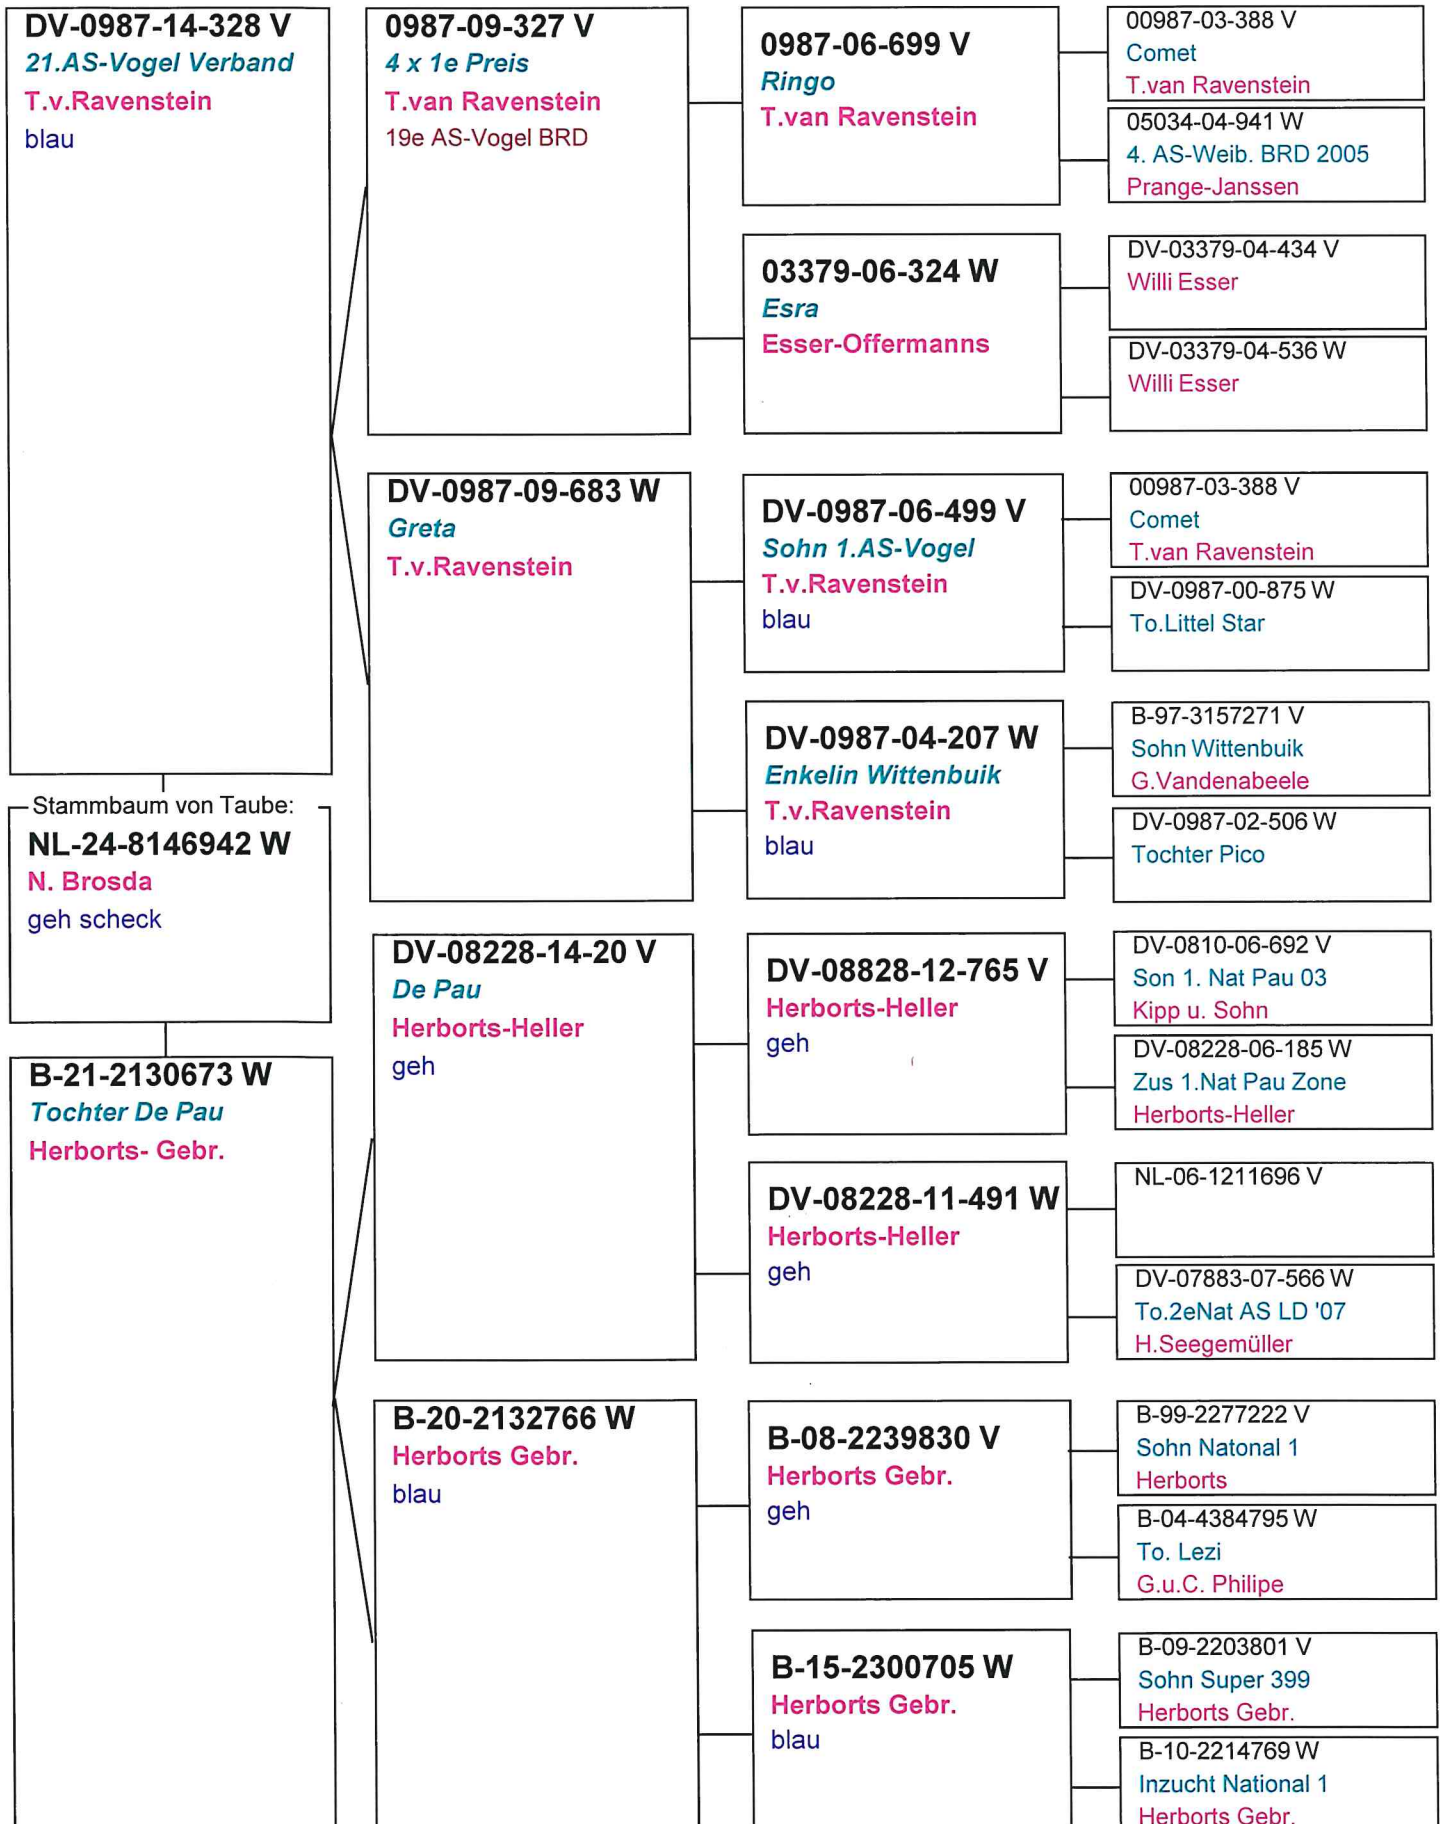 DV-0987-14-328 V
21.AS-Vogel Verband
T.v.Ravenstein
blau
Stammbaum von Taube:
NL-24-8146942 W
N. Brosda
geh scheck
B-21-2130673 W
Tochter De Pau
Herborts- Gebr.
0987-09-327 V
4 x 1e Preis
T.van Ravenstein
19e AS-Vogel BRD
DV-0987-09-683 W
Greta
T.v.Ravenstein
DV-08228-14-20 V
De Pau
Herborts-Heller
geh
B-20-2132766 W
Herborts Gebr.
blau
0987-06-699 V
Ringo
T.van Ravenstein
03379-06-324 W
Esra
Esser-Offermanns
DV-0987-06-499 V
Sohn 1.AS-Vogel
T.v.Ravenstein
blau
DV-0987-04-207 W
Enkelin Wittenbuik
T.v.Ravenstein
blau
DV-08828-12-765 V
Herborts-Heller
geh
DV-08228-11-491 W
Herborts-Heller
geh
B-08-2239830 V
Herborts Gebr.
geh
B-15-2300705 W
Herborts Gebr.
blau
00987-03-388 V
Comet
T.van Ravenstein
05034-04-941 W
4. AS-Weib. BRD 2005
Prange-Janssen
DV-03379-04-434 V
Willi Esser
DV-03379-04-536 W
Willi Esser
00987-03-388 V
Comet
T.van Ravenstein
DV-0987-00-875 W
To.Littel Star
B-97-3157271 V
Sohn Wittenbuik
G.Vandenabeele
DV-0987-02-506 W
Tochter Pico
DV-0810-06-692 V
Son 1. Nat Pau 03
Kipp u. Sohn
DV-08228-06-185 W
Zus 1.Nat Pau Zone
Herborts-Heller
NL-06-1211696 V
DV-07883-07-566 W
To.2eNat AS LD '07
H.Seegemüller
B-99-2277222 V
Sohn Natonal 1
Herborts
B-04-4384795 W
To. Lezi
G.u.C. Philipe
B-09-2203801 V
Sohn Super 399
Herborts Gebr.
B-10-2214769 W
Inzucht National 1
Herborts Gebr.